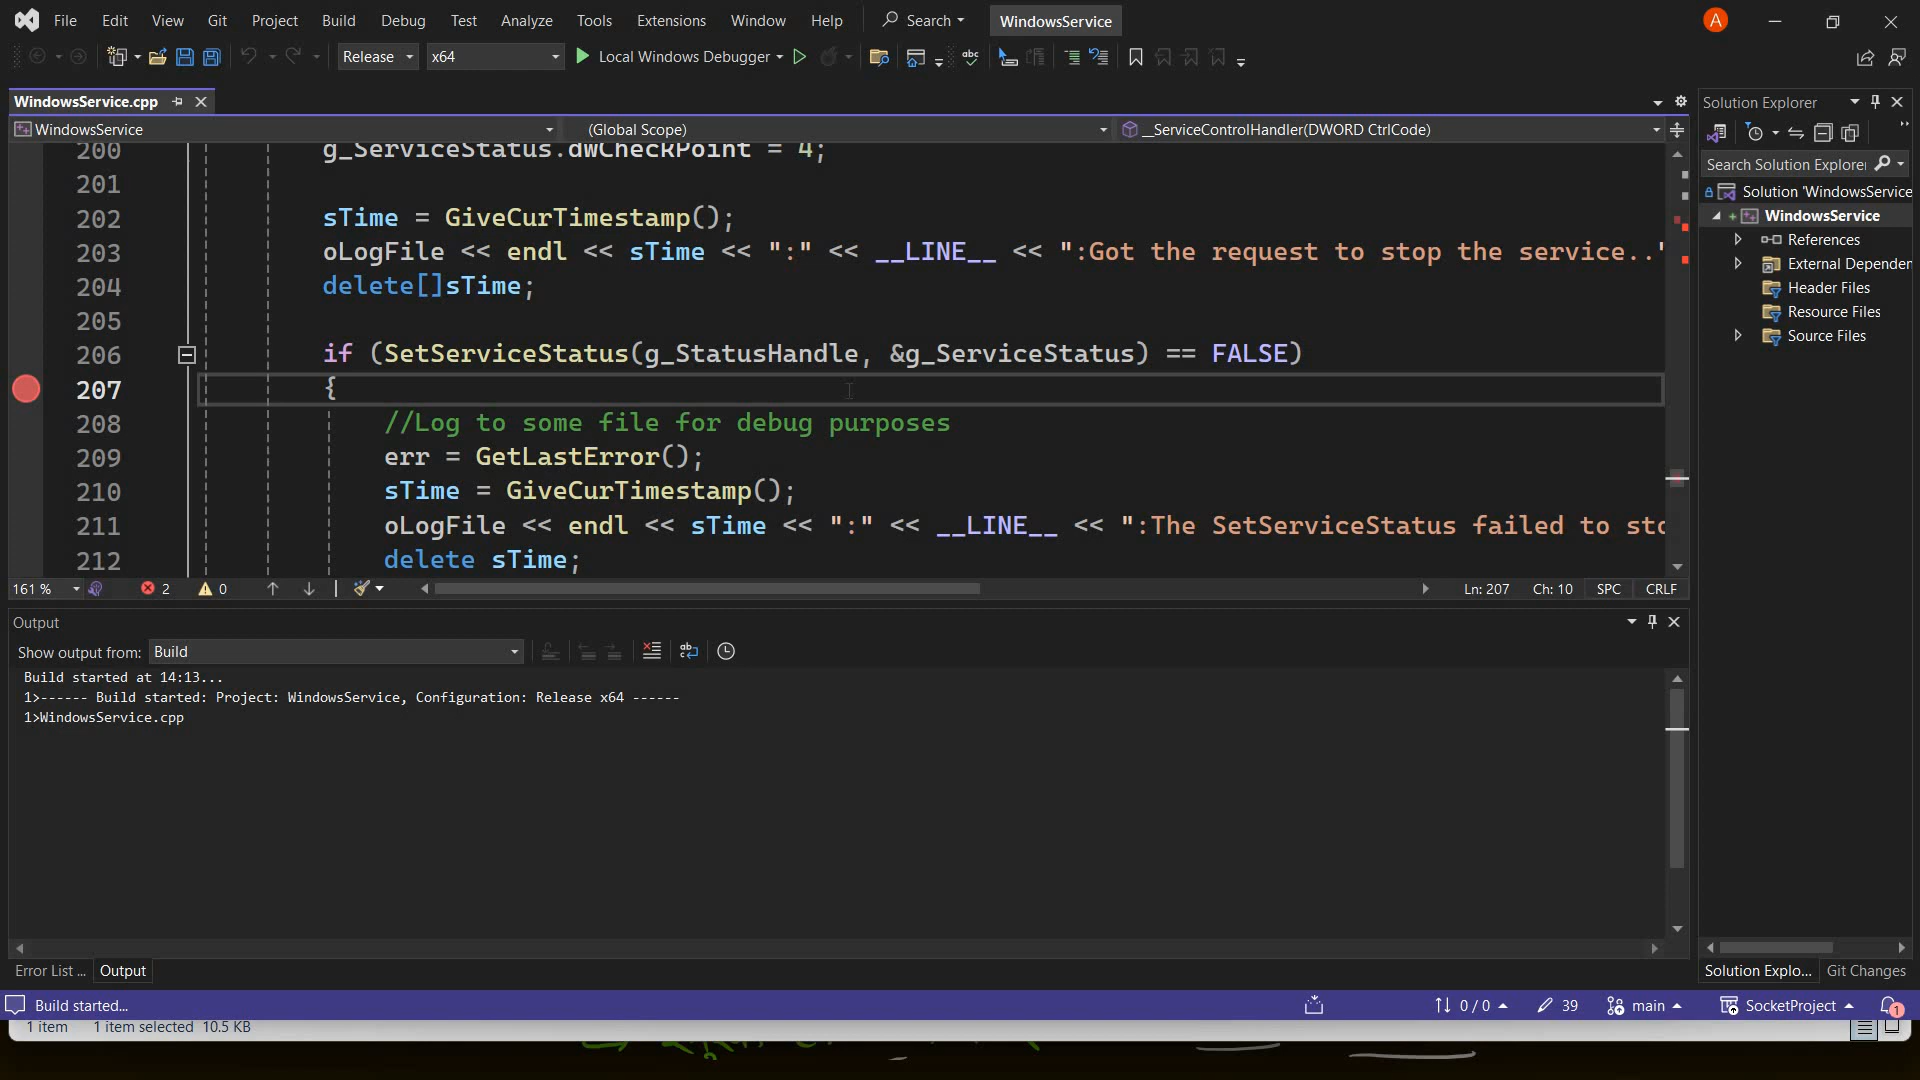 File Edit View Git Project Build Debug Test Analyze Tools Extensions Window Help Search WindowsService A
Release x64 Local Windows Debugger
WindowsService.cpp
WindowsService (Global Scope) __ServiceControlHandler(DWORD CtrlCode)
200 g_ServiceStatus.dwCheckPoint = 4;
201
202 sTime = GiveCurTimestamp();
203 oLogFile << endl << sTime << ":" << __LINE__ << ":Got the request to stop the service.."
204 delete[]sTime;
205
206 if (SetServiceStatus(g_StatusHandle, &g_ServiceStatus) == FALSE)
207 {
208 //Log to some file for debug purposes
209 err = GetLastError();
210 sTime = GiveCurTimestamp();
211 oLogFile << endl << sTime << ":" << __LINE__ << ":The SetServiceStatus failed to sto
212 delete sTime;
161 % 2 0 Ln: 207 Ch: 10 SPC CRLF
Output
Show output from: Build
Build started at 14:13...
1>------ Build started: Project: WindowsService, Configuration: Release x64 ------
1>WindowsService.cpp
Error List ... Output
Solution Explorer
Search Solution Explorer
Solution 'WindowsService
WindowsService
References
External Dependen
Header Files
Resource Files
Source Files
Solution Explo... Git Changes
Build started... 0 / 0 39 main SocketProject 1
1 item 1 item selected 10.5 KB